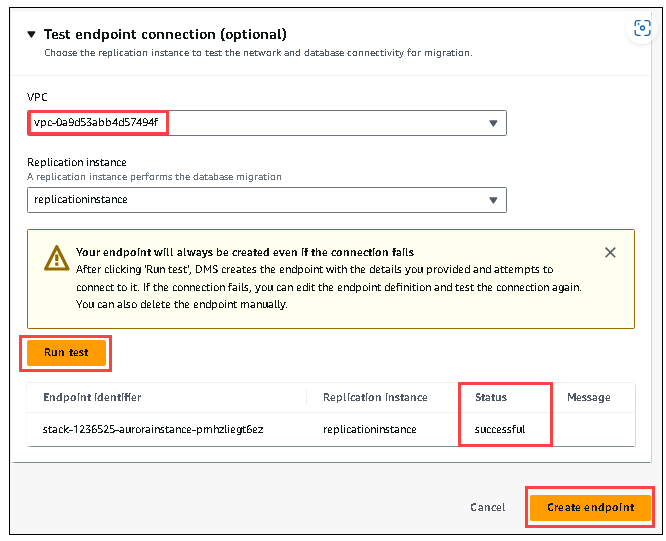 Test endpoint connection (optional)
Choose the replication instance to test the network and database connectivity for migration.
VPC
vpc-0a9d53abb4d57494f
Replication instance
A replication instance performs the database migration
replicationinstance
Your endpoint will always be created even if the connection fails
After clicking 'Run test', DMS creates the endpoint with the details you provided and attempts to
connect to it. If the connection fails, you can edit the endpoint definition and test the connection again.
You can also delete the endpoint manually.
Run test
Endpoint identifier Replication instance Status Message
stack-1236525-aurorainstance-pmhzliegt6ez replicationinstance successful
Cancel Create endpoint